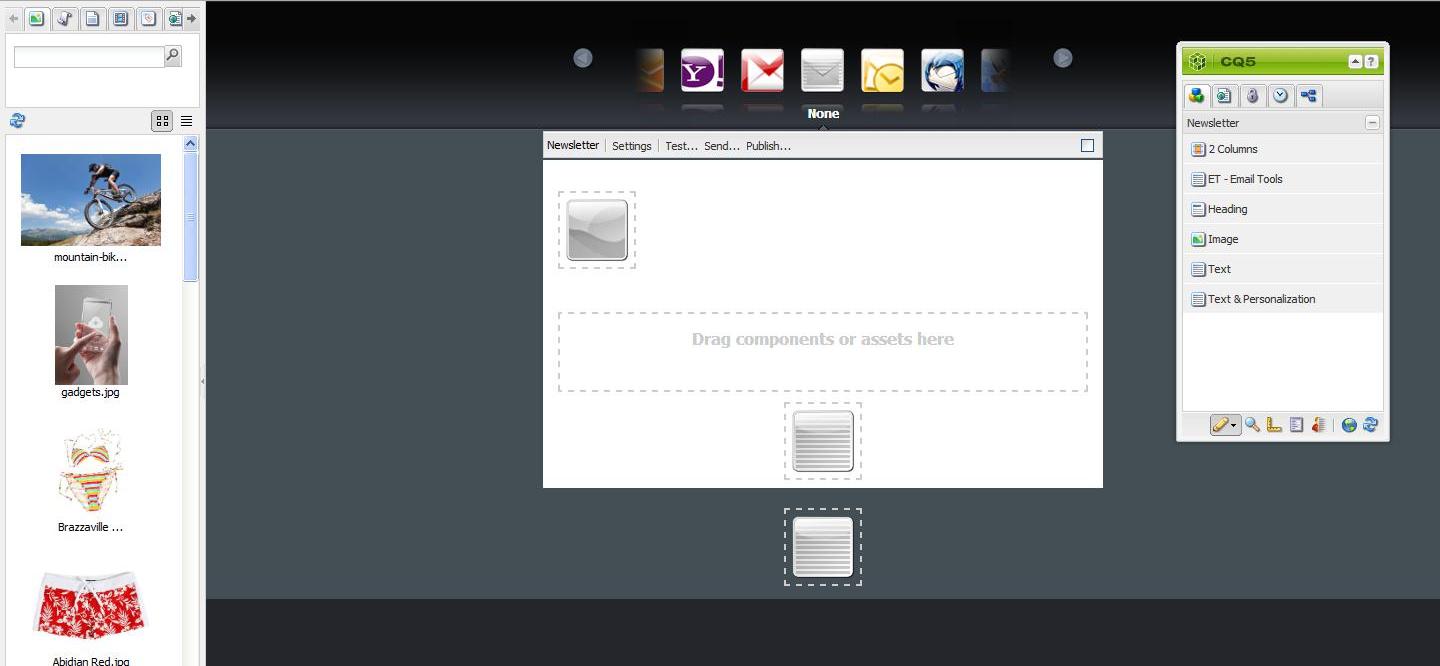 None
Newsletter
Settings
Test...
Send...
Publish...
Drag components or assets here
mountain-bik...
gadgets.jpg
Brazzaville ...
Abidjan Red.jpg
CQ5
?
Newsletter
2 Columns
ET - Email Tools
Heading
Image
Text
Text & Personalization